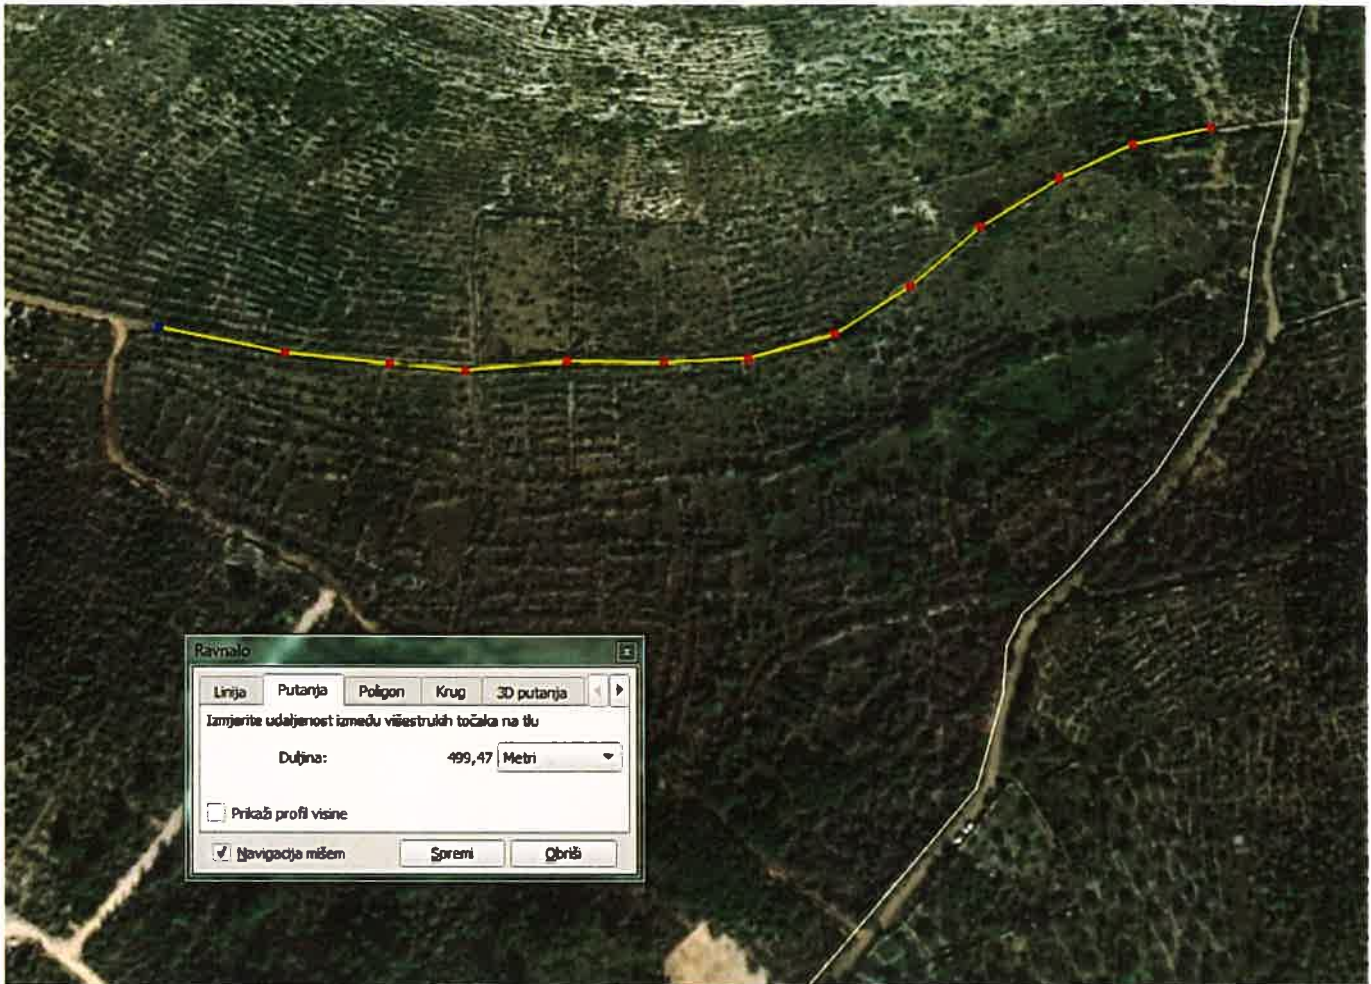 Ravnalo
Linija Putanja Poligon Krug 3D putanja
Izmjerite udaljenost između višestrukih točaka na tlu
Duljina: 499,47 Metri
Prikaži profil visine
Navigacija mišem Spremi Obriši